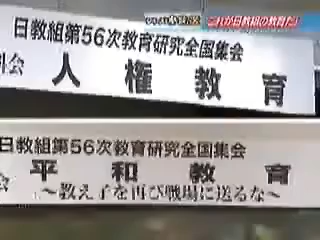 これが日教組の教育だ!
日教組第56次教育研究全国集会
科会 人権教育
日教組第56次教育研究全国集会
会 平和教育
～教え子を再び戦場に送るな～